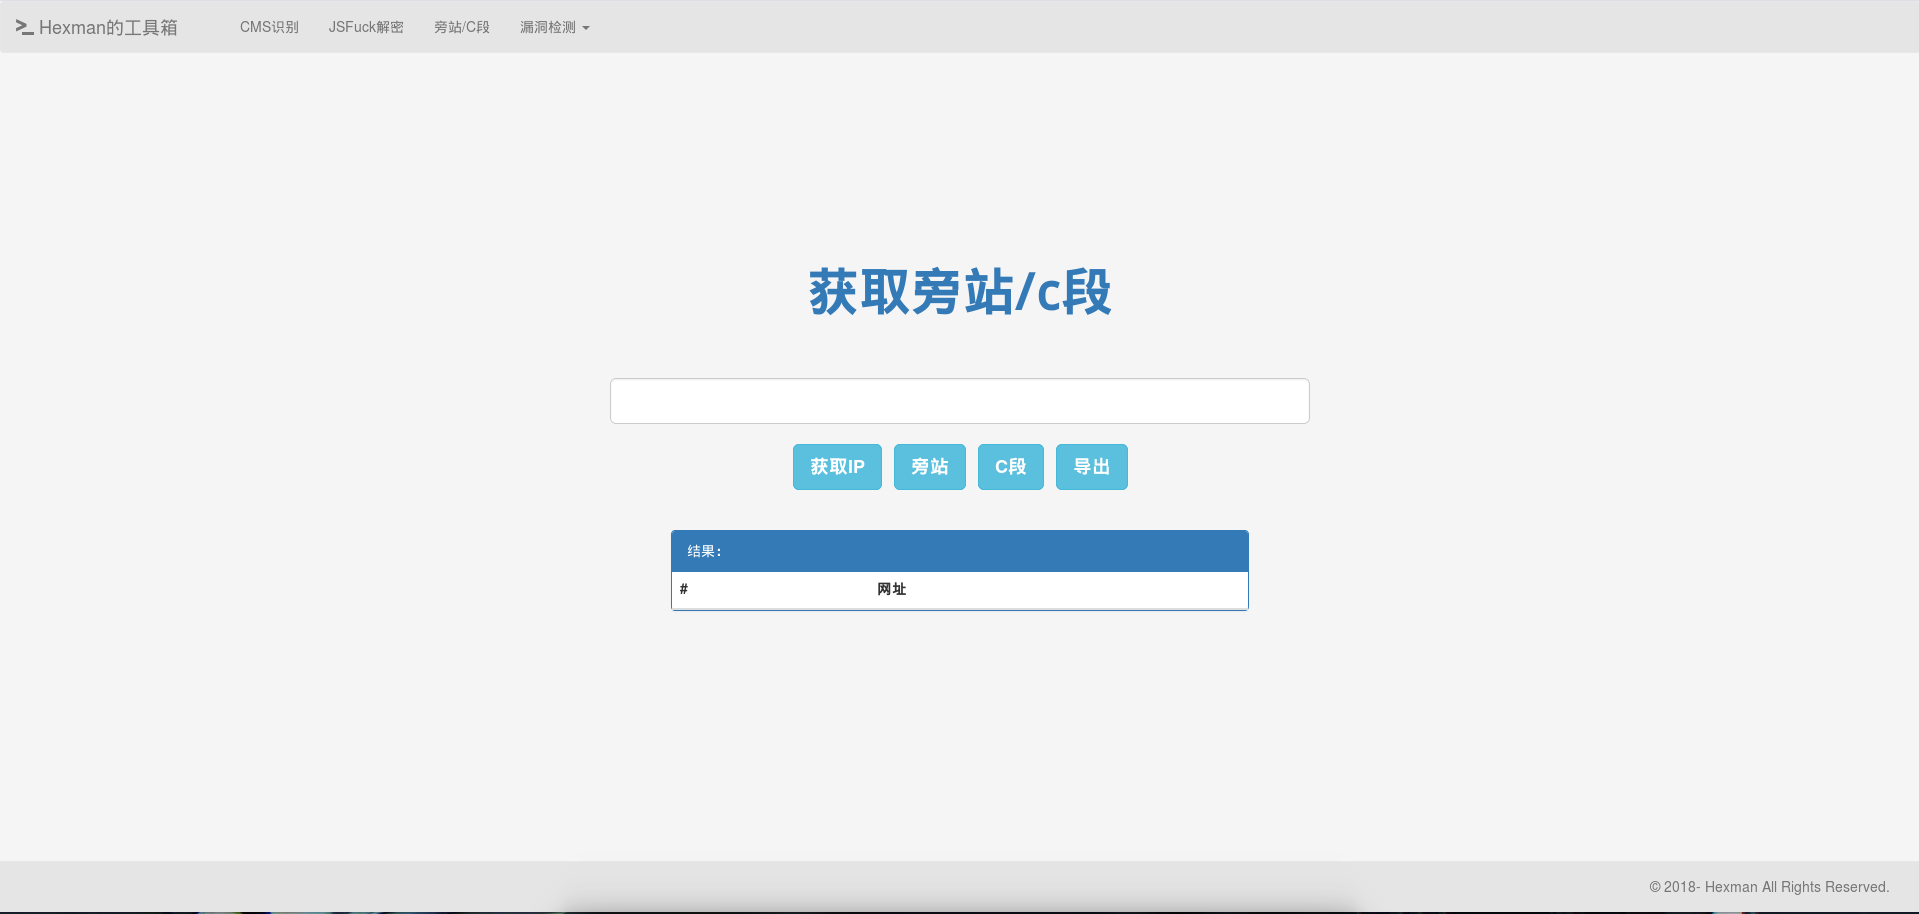 Hexman的工具箱 CMS识别 JSFuck解密 旁站/C段 漏洞检测
获取旁站/c段
获取IP 旁站 C段 导出
结果:
# 网址
© 2018- Hexman All Rights Reserved.